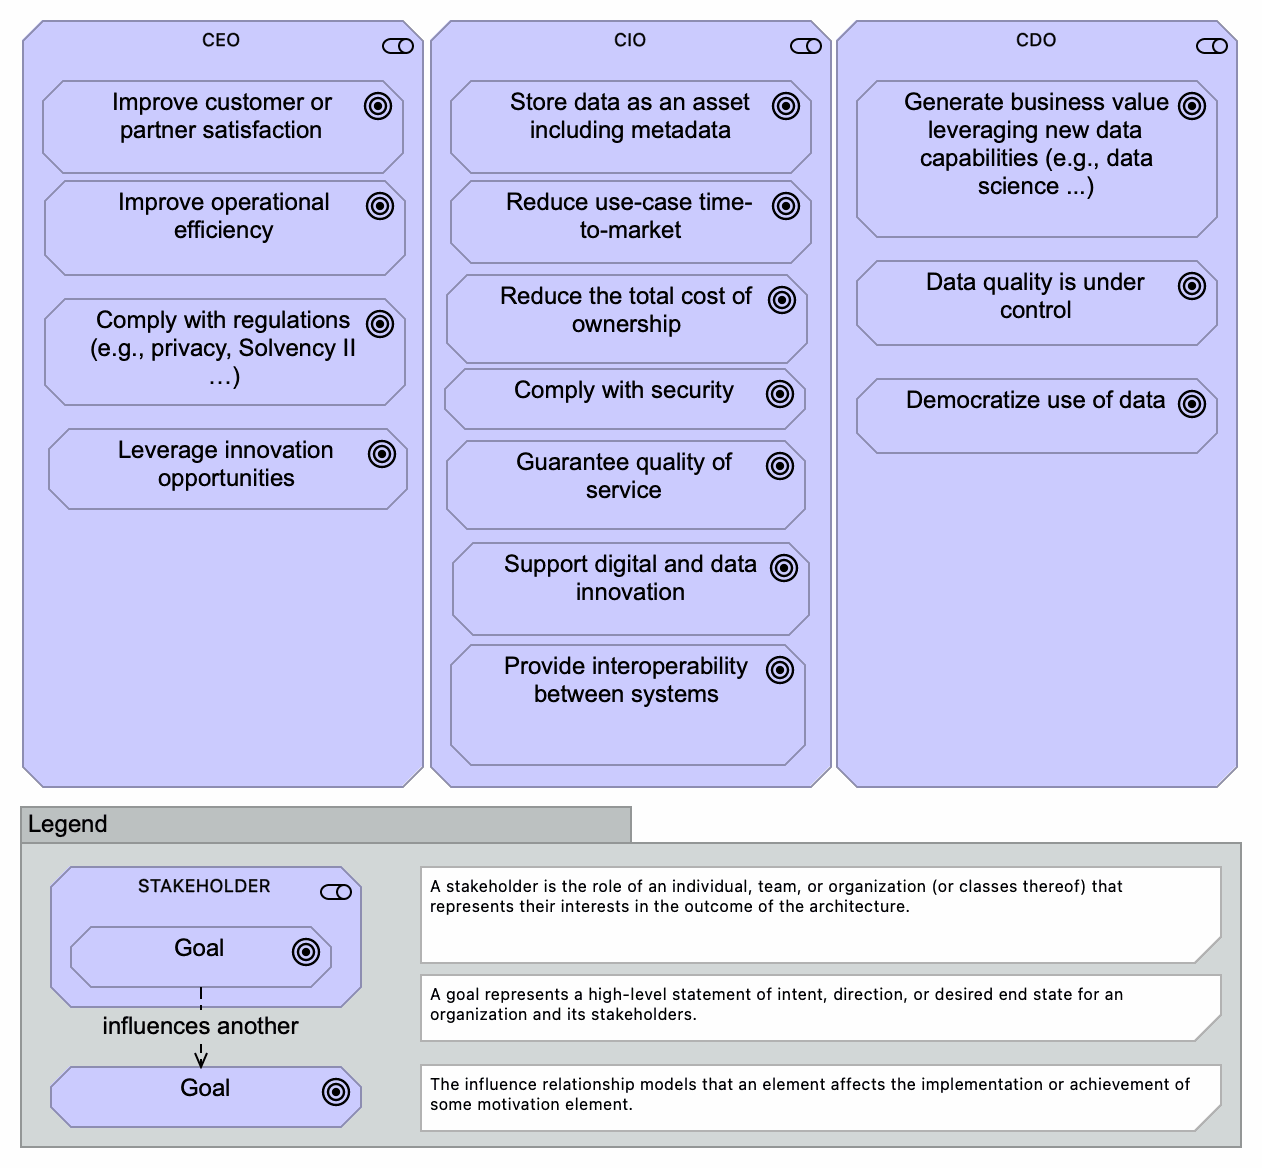 CEO
Improve customer or
partner satisfaction
Improve operational
efficiency
Comply with regulations
(e.g., privacy, Solvency II
…)
Leverage innovation
opportunities
CIO
Store data as an asset
including metadata
Reduce use-case time-
to-market
Reduce the total cost of
ownership
Comply with security
Guarantee quality of
service
Support digital and data
innovation
Provide interoperability
between systems
CDO
Generate business value
leveraging new data
capabilities (e.g., data
science ...)
Data quality is under
control
Democratize use of data
Legend
STAKEHOLDER
Goal
influences another
Goal
A stakeholder is the role of an individual, team, or organization (or classes thereof) that
represents their interests in the outcome of the architecture.
A goal represents a high-level statement of intent, direction, or desired end state for an
organization and its stakeholders.
The influence relationship models that an element affects the implementation or achievement of
some motivation element.